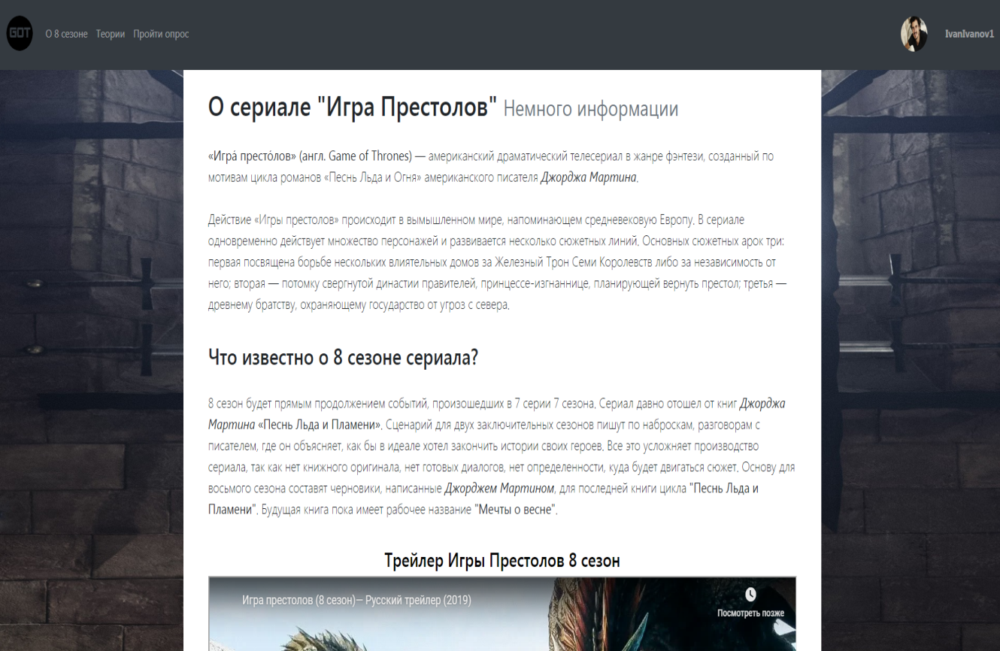 GOT О 8 сезоне Теории Пройти опрос IvanIvanov1
О сериале "Игра Престолов" Немного информации
«Игра́ престо́лов» (англ. Game of Thrones) — американский драматический телесериал в жанре фэнтези, созданный по
мотивам цикла романов «Песнь Льда и Огня» американского писателя Джорджа Мартина.
Действие «Игры престолов» происходит в вымышленном мире, напоминающем средневековую Европу. В сериале
одновременно действует множество персонажей и развивается несколько сюжетных линий. Основных сюжетных арок три:
первая посвящена борьбе нескольких влиятельных домов за Железный Трон Семи Королевств либо за независимость от
него; вторая — потомку свергнутой династии правителей, принцессе-изгнаннице, планирующей вернуть престол; третья —
древнему братству, охраняющему государство от угроз с севера.
Что известно о 8 сезоне сериала?
8 сезон будет прямым продолжением событий, произошедших в 7 серии 7 сезона. Сериал давно отошел от книг Джорджа
Мартина «Песнь Льда и Пламени». Сценарий для двух заключительных сезонов пишут по наброскам, разговорам с
писателем, где он объясняет, как бы в идеале хотел закончить истории своих героев. Все это усложняет производство
сериала, так как нет книжного оригинала, нет готовых диалогов, нет определенности, куда будет двигаться сюжет. Основу для
восьмого сезона составят черновики, написанные Джорджем Мартином, для последней книги цикла "Песнь Льда и
Пламени". Будущая книга пока имеет рабочее название "Мечты о весне".
Трейлер Игры Престолов 8 сезон
Игра престолов (8 сезон)— Русский трейлер (2019)
Посмотреть позже